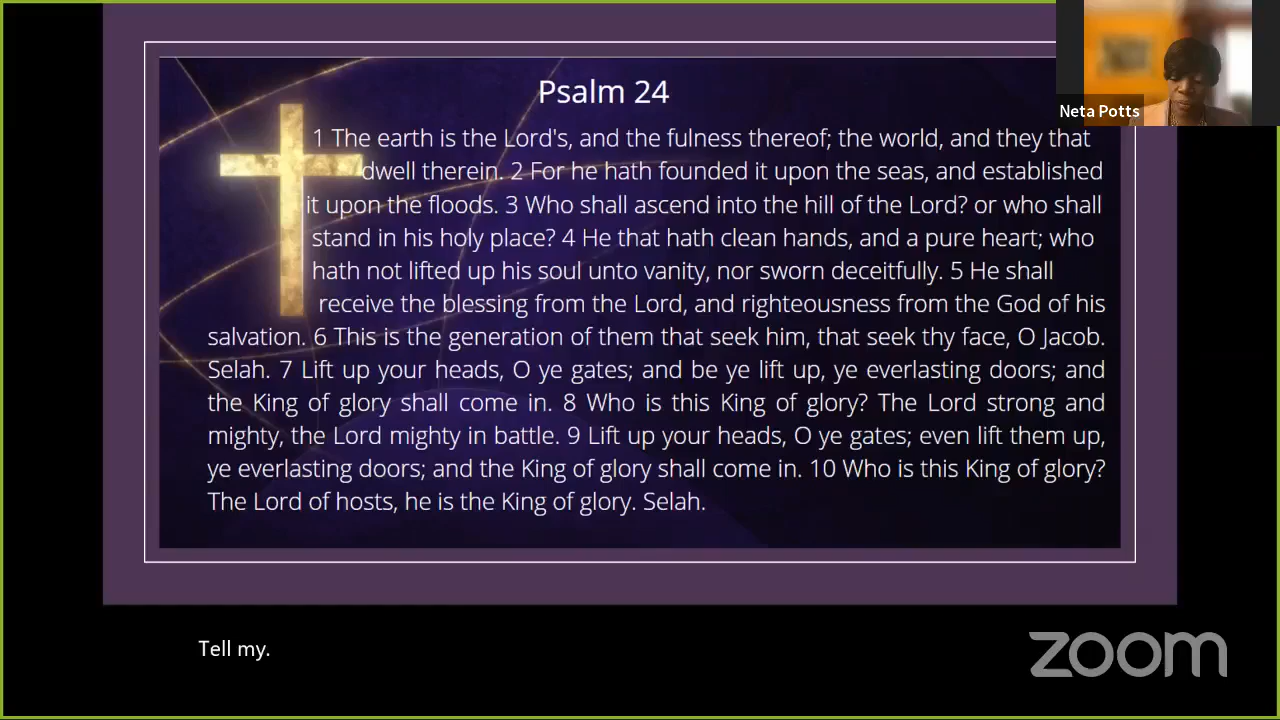 Psalm 24
Neta Potts
1 The earth is the Lord's, and the fulness thereof; the world, and they that
dwell therein. 2 For he hath founded it upon the seas, and established
it upon the floods. 3 Who shall ascend into the hill of the Lord? or who shall
stand in his holy place? 4 He that hath clean hands, and a pure heart; who
hath not lifted up his soul unto vanity, nor sworn deceitfully. 5 He shall
receive the blessing from the Lord, and righteousness from the God of his
salvation. 6 This is the generation of them that seek him, that seek thy face, O Jacob.
Selah. 7 Lift up your heads, O ye gates; and be ye lift up, ye everlasting doors; and
the King of glory shall come in. 8 Who is this King of glory? The Lord strong and
mighty, the Lord mighty in battle. 9 Lift up your heads, O ye gates; even lift them up,
ye everlasting doors; and the King of glory shall come in. 10 Who is this King of glory?
The Lord of hosts, he is the King of glory. Selah.
Tell my.
zoom